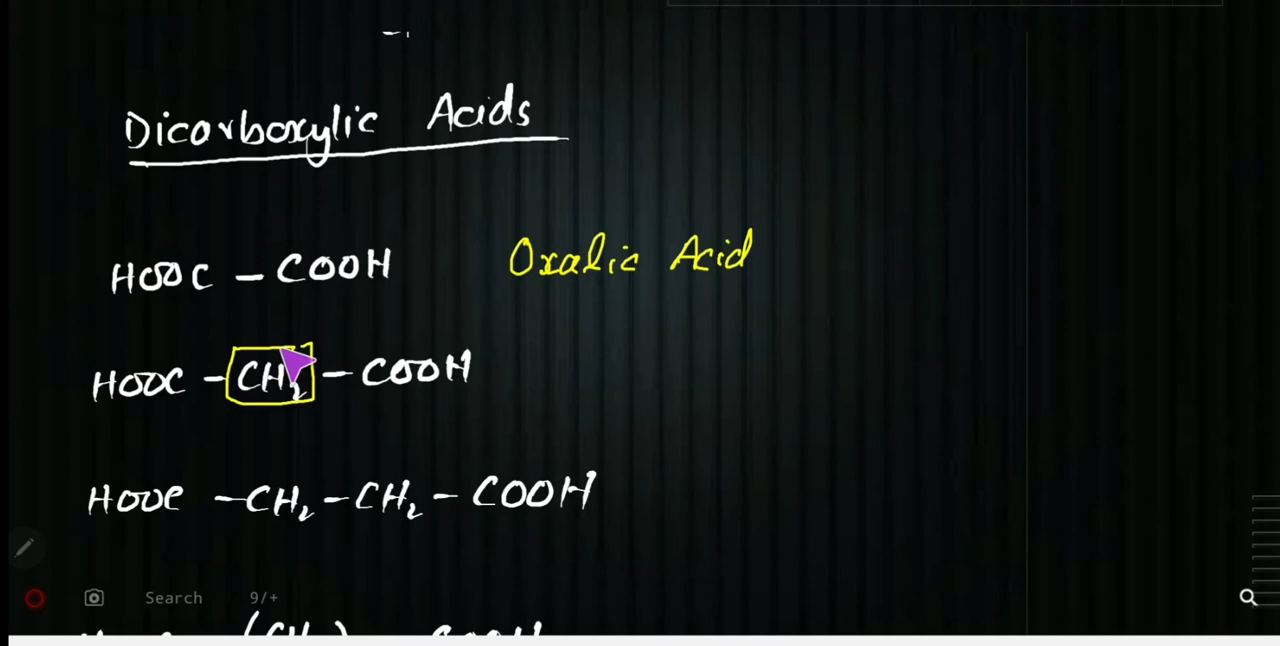 Dicarboxylic Acids
HOOC - COOH Oxalic Acid
HOOC - CH₂ - COOH
HOOC - CH₂ - CH₂ - COOH
Search 9/+